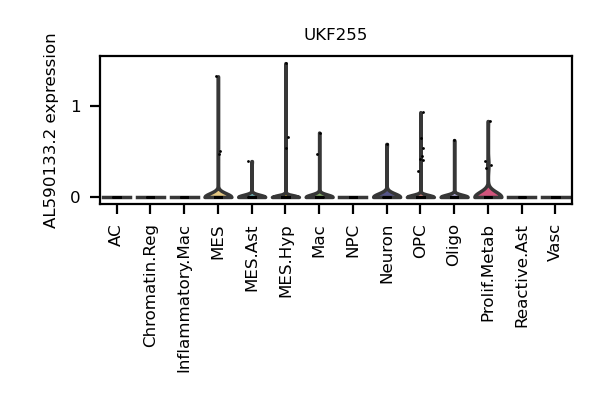 UKF255
AL590133.2 expression
1
0
AC
Chromatin.Reg
Inflammatory.Mac
MES
MES.Ast
MES.Hyp
Mac
NPC
Neuron
OPC
Oligo
Prolif.Metab
Reactive.Ast
Vasc